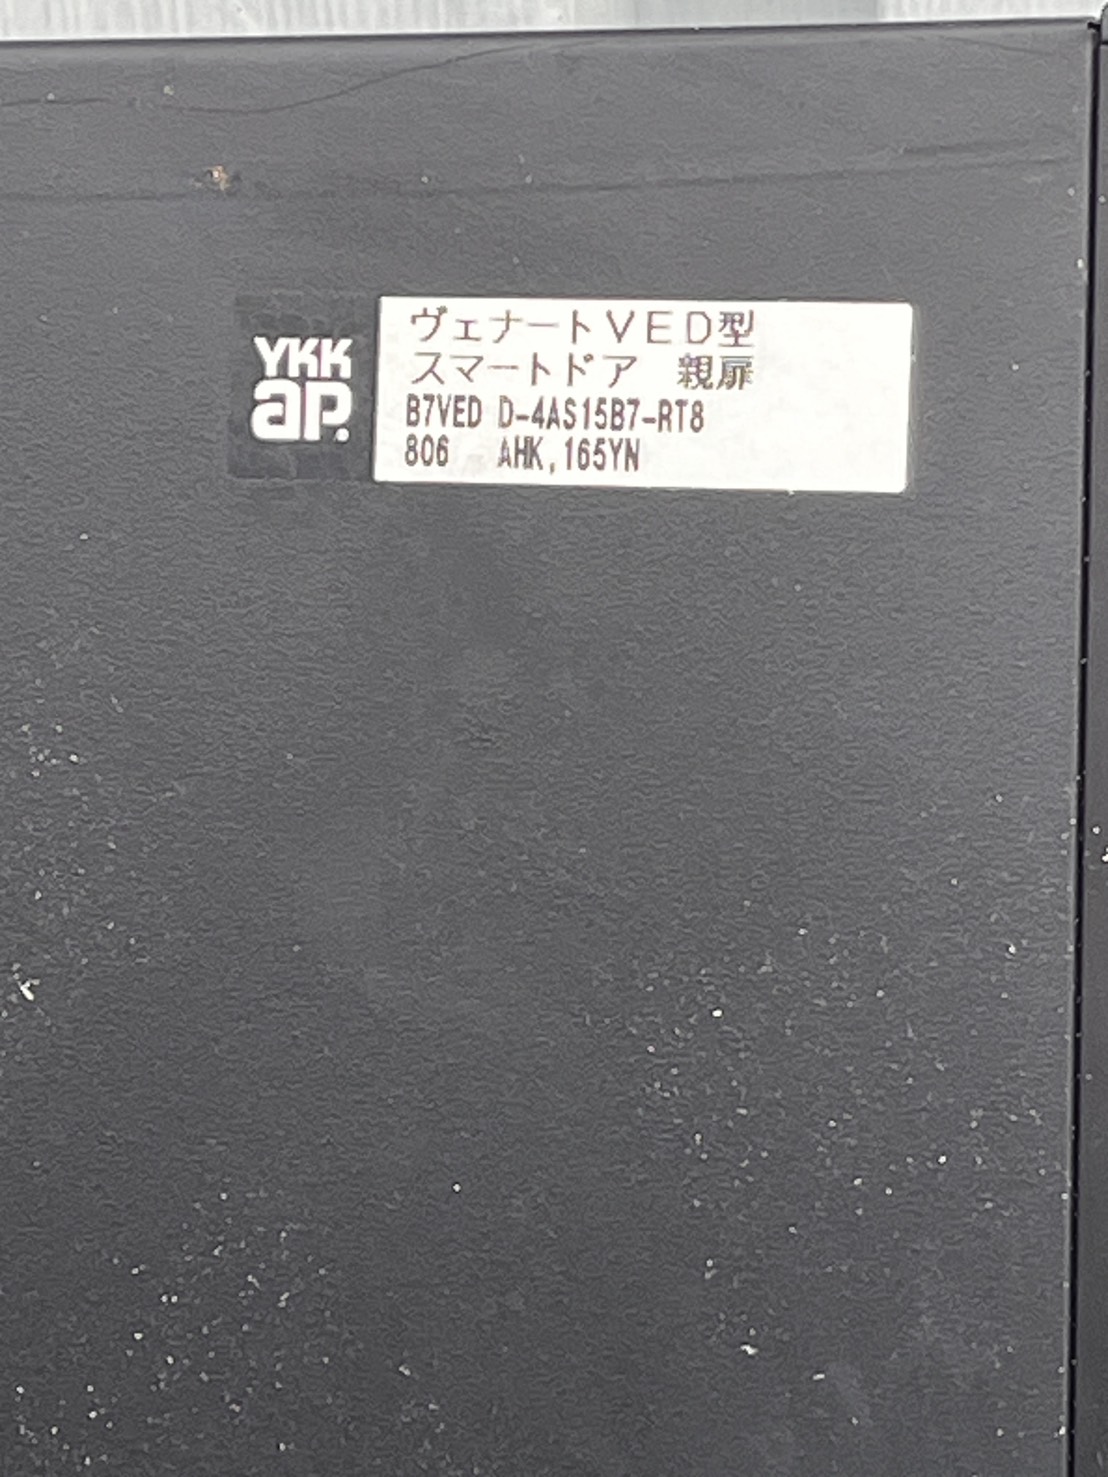 YKK
ap.
ヴェナートVED型
スマートドア 親扉
B7VED D-4AS15B7-RT8
806 AHK,165YN